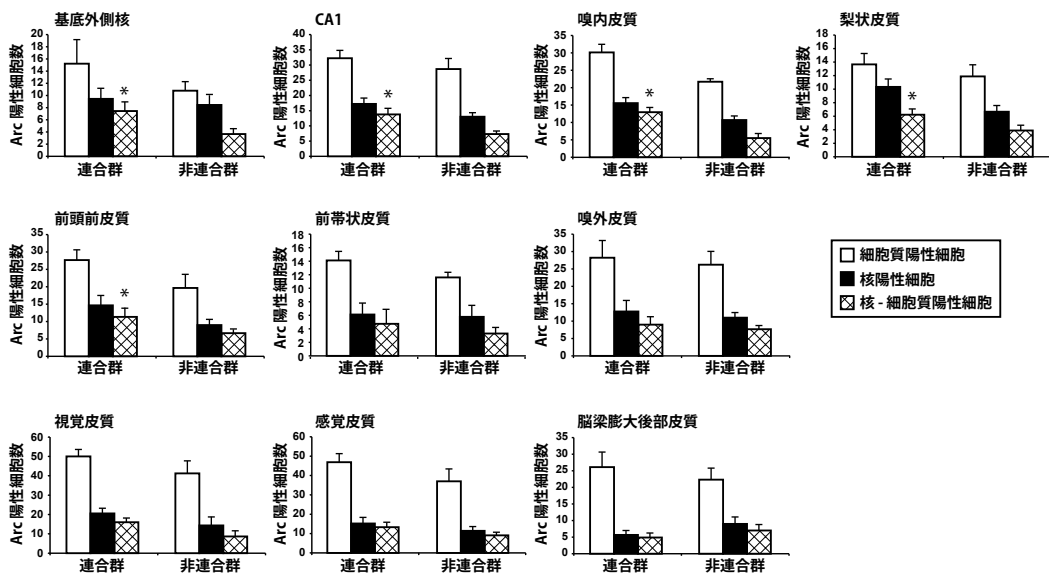 基底外側核
Arc 陽性細胞数
20
18
16
14
12
10
8
6
4
2
0
*
連合群
非連合群
CA1
Arc 陽性細胞数
40
35
30
25
20
15
10
5
0
*
連合群
非連合群
嗅内皮質
Arc 陽性細胞数
35
30
25
20
15
10
5
0
*
連合群
非連合群
梨状皮質
Arc 陽性細胞数
18
16
14
12
10
8
6
4
2
0
*
連合群
非連合群
前頭前皮質
Arc 陽性細胞数
35
30
25
20
15
10
5
0
*
連合群
非連合群
前帯状皮質
Arc 陽性細胞数
18
16
14
12
10
8
6
4
2
0
連合群
非連合群
嗅外皮質
Arc 陽性細胞数
35
30
25
20
15
10
5
0
連合群
非連合群
細胞質陽性細胞
核陽性細胞
核 - 細胞質陽性細胞
視覚皮質
Arc 陽性細胞数
60
50
40
30
20
10
0
連合群
非連合群
感覚皮質
Arc 陽性細胞数
60
50
40
30
20
10
0
連合群
非連合群
脳梁膨大後部皮質
Arc 陽性細胞数
35
30
25
20
15
10
5
0
連合群
非連合群